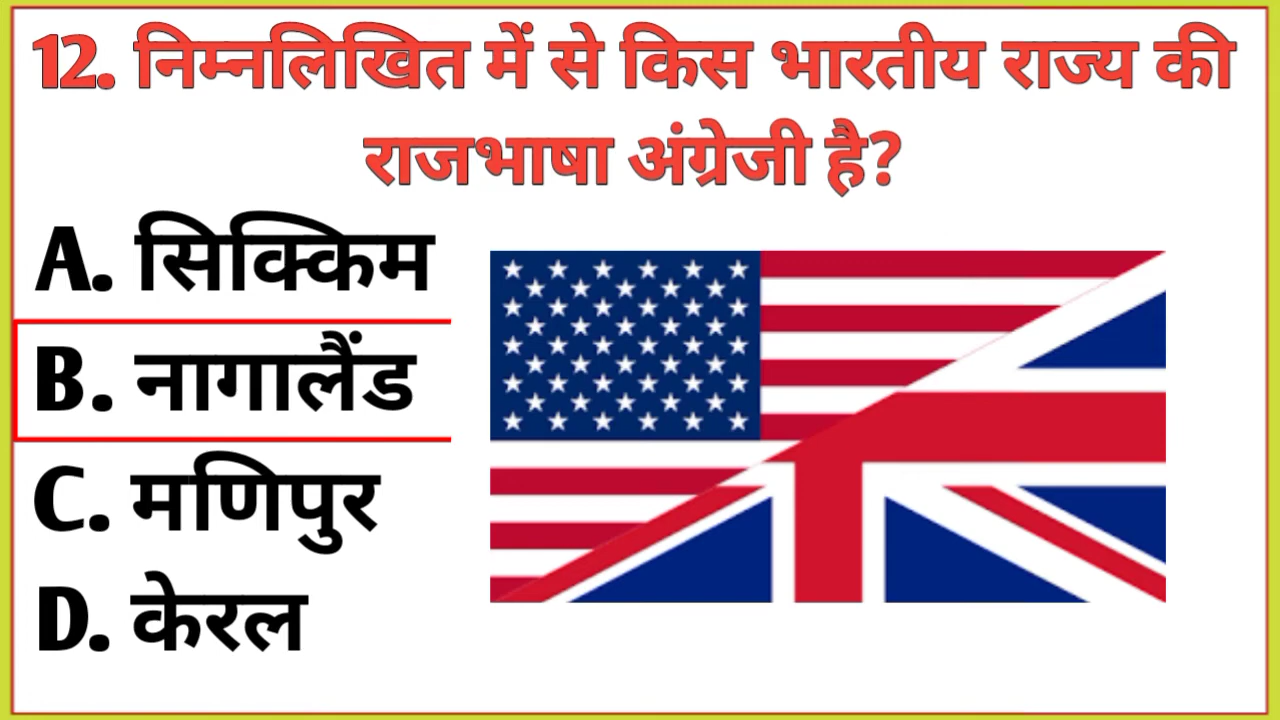 12. निम्नलिखित में से किस भारतीय राज्य की
राजभाषा अंग्रेजी है?
A. सिक्किम
B. नागालैंड
C. मणिपुर
D. केरल